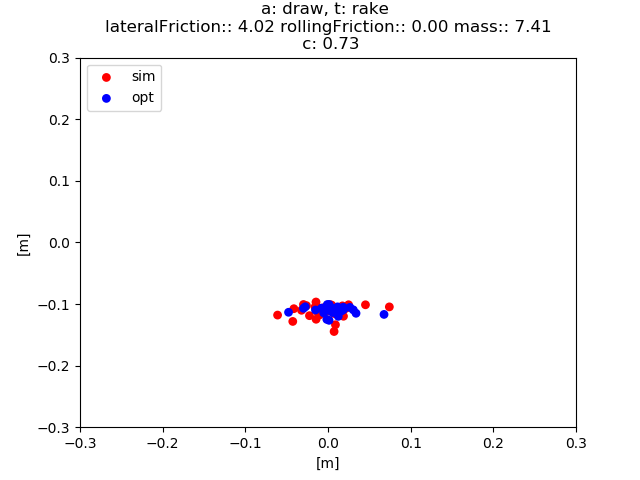 a: draw, t: rake
lateralFriction:: 4.02 rollingFriction:: 0.00 mass:: 7.41
c: 0.73
sim
opt
0.3
0.2
0.1
0.0
−0.1
−0.2
−0.3
[m]
−0.3
−0.2
−0.1
0.0
0.1
0.2
0.3
[m]